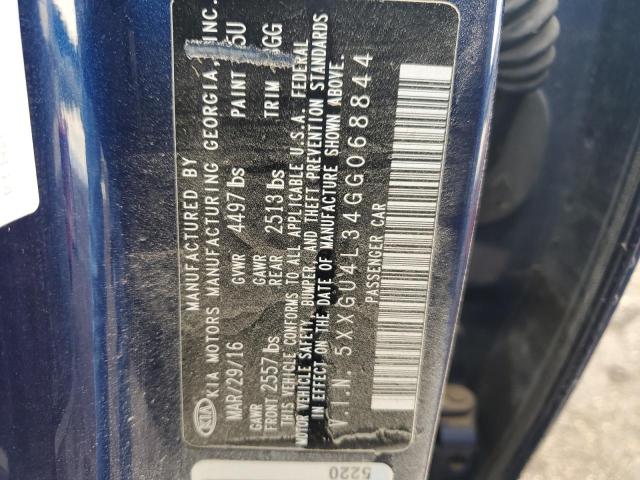 MANUFACTURED BY
KIA MOTORS MANUFACTURING GEORGIA, INC.
KIA
MAR/29/16 GVWR 4497 lbs PAINT 5U
GAWR FRONT 2557 lbs GAWR REAR 2513 lbs TRIM GG
THIS VEHICLE CONFORMS TO ALL APPLICABLE U.S.A. FEDERAL
MOTOR VEHICLE SAFETY, BUMPER, AND THEFT PREVENTION STANDARDS
IN EFFECT ON THE DATE OF MANUFACTURE SHOWN ABOVE.
V.I.N: 5XXGU4L34GG068844
PASSENGER CAR
5220